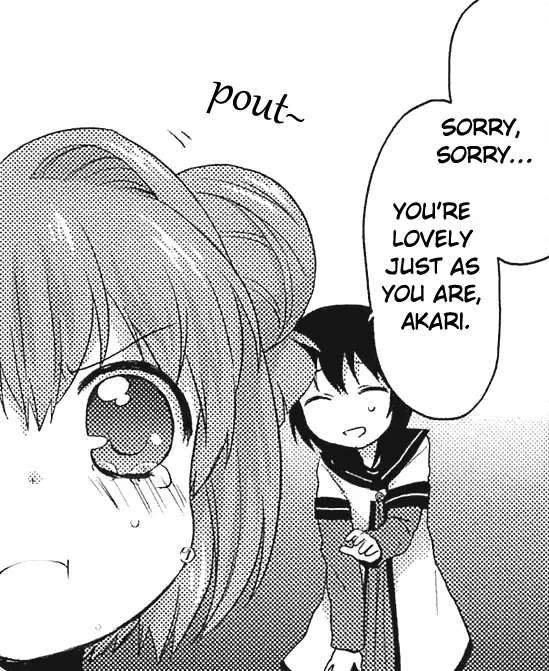 pout~
SORRY,
SORRY...
YOU'RE
LOVELY
JUST AS
YOU ARE,
AKARI.